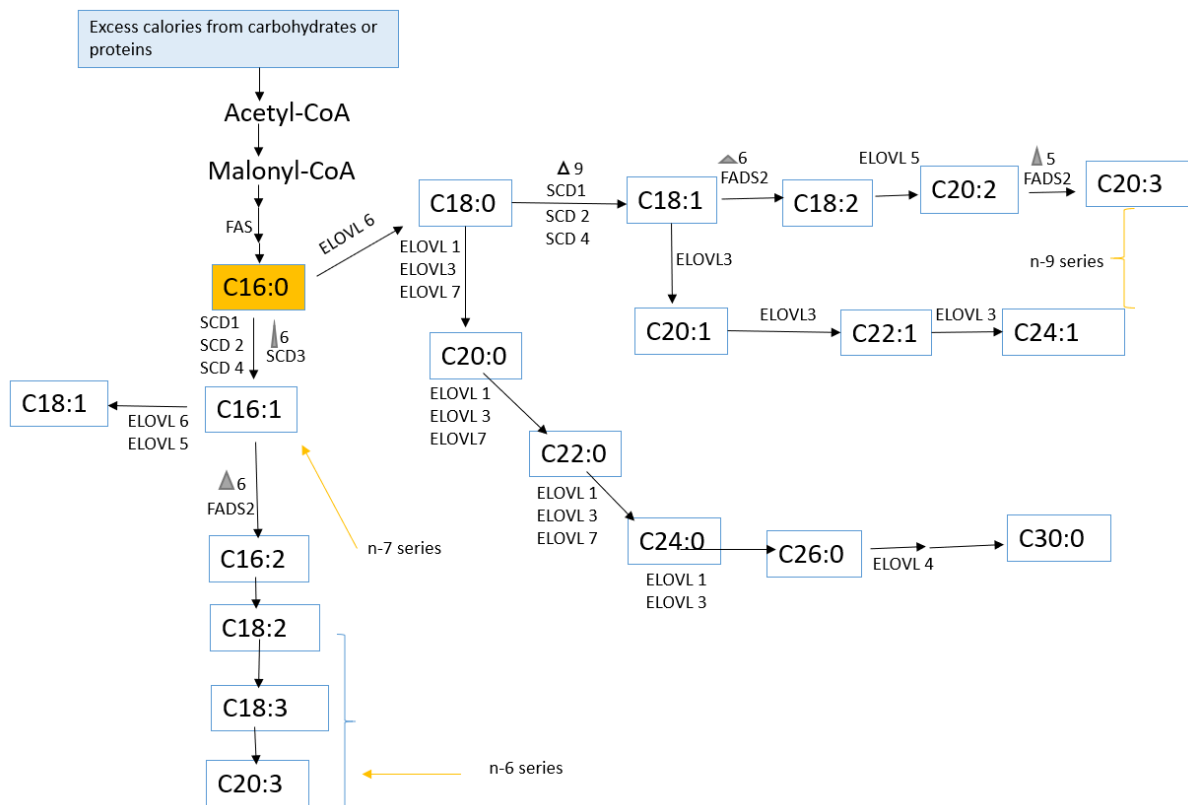 Excess calories from carbohydrates or
proteins
Acetyl-CoA
Malonyl-CoA
FAS
C16:0
ELOVL 6
C18:0
Δ 9
SCD1
SCD 2
SCD 4
C18:1
6
FADS2
C18:2
ELOVL 5
C20:2
5
FADS2
C20:3
n-9 series
ELOVL3
C20:1
ELOVL3
C22:1
ELOVL 3
C24:1
ELOVL 1
ELOVL3
ELOVL 7
C20:0
ELOVL 1
ELOVL 3
ELOVL7
C22:0
ELOVL 1
ELOVL 3
ELOVL 7
C24:0
ELOVL 1
ELOVL 3
C26:0
ELOVL 4
C30:0
SCD1
SCD 2
SCD 4
6
SCD3
C16:1
ELOVL 6
ELOVL 5
C18:1
6
FADS2
n-7 series
C16:2
C18:2
C18:3
C20:3
n-6 series